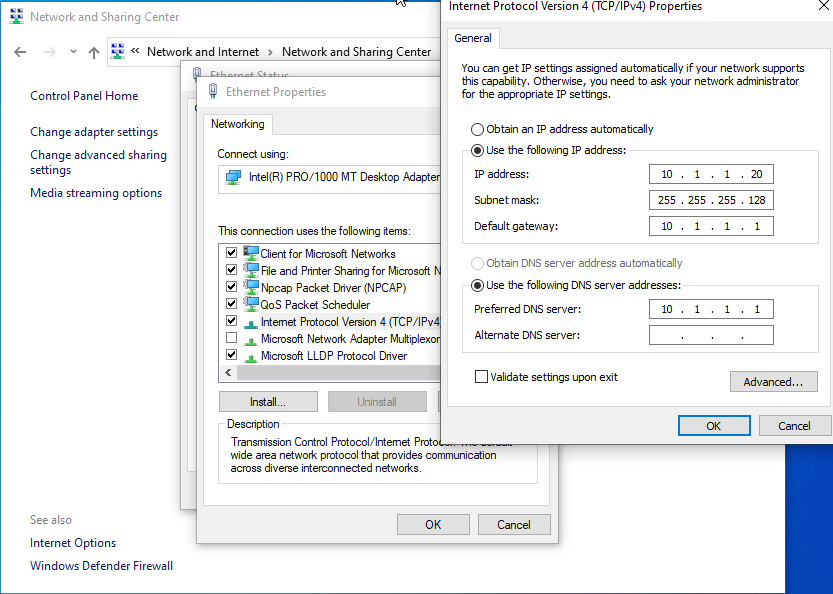 Network and Sharing Center
« Network and Internet > Network and Sharing Center
Control Panel Home
Change adapter settings
Change advanced sharing
settings
Media streaming options
See also
Internet Options
Windows Defender Firewall
Ethernet Status
Ethernet Properties
Networking
Connect using:
Intel(R) PRO/1000 MT Desktop Adapter
This connection uses the following items:
Client for Microsoft Networks
File and Printer Sharing for Microsoft N
Npcap Packet Driver (NPCAP)
QoS Packet Scheduler
Internet Protocol Version 4 (TCP/IPv4
Microsoft Network Adapter Multiplexor
Microsoft LLDP Protocol Driver
Install...
Uninstall
Description
Transmission Control Protocol/Internet Protocol. The default
wide area network protocol that provides communication
across diverse interconnected networks.
OK
Cancel
Internet Protocol Version 4 (TCP/IPv4) Properties
General
You can get IP settings assigned automatically if your network supports
this capability. Otherwise, you need to ask your network administrator
for the appropriate IP settings.
Obtain an IP address automatically
Use the following IP address:
IP address: 10 . 1 . 1 . 20
Subnet mask: 255 . 255 . 255 . 128
Default gateway: 10 . 1 . 1 . 1
Obtain DNS server address automatically
Use the following DNS server addresses:
Preferred DNS server: 10 . 1 . 1 . 1
Alternate DNS server: . . .
Validate settings upon exit
Advanced...
OK
Cancel